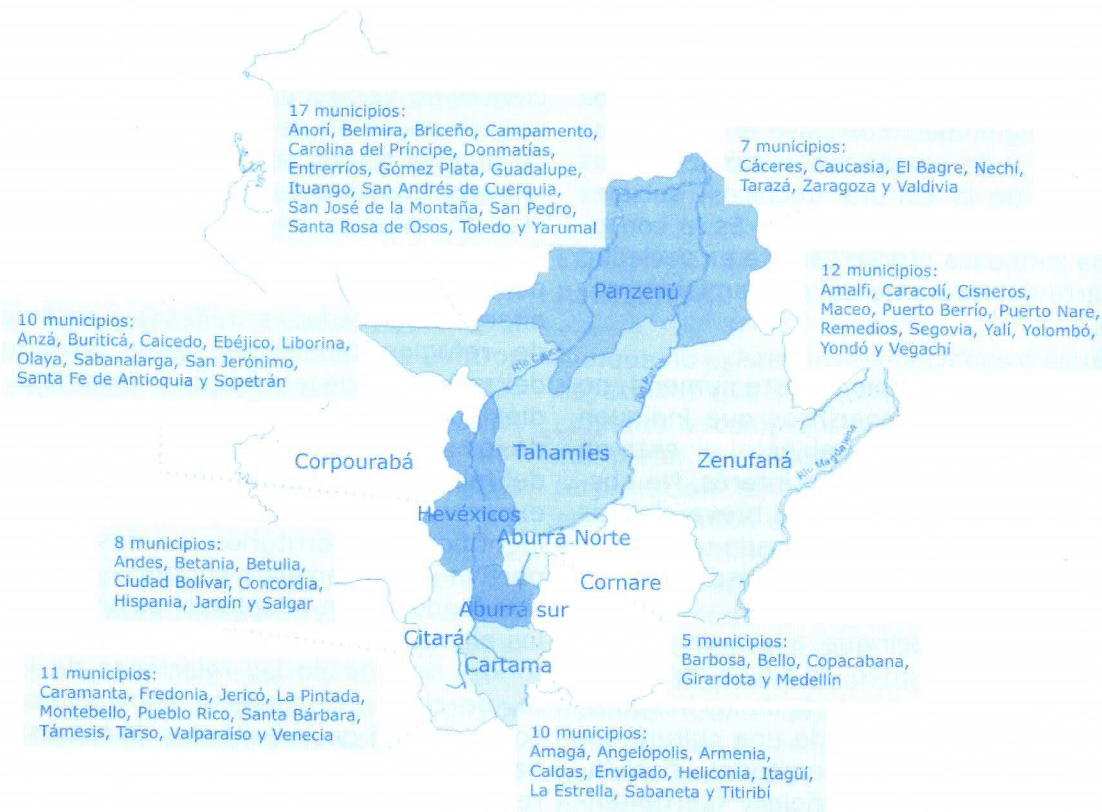 17 municipios:
Anorí, Belmira, Briceño, Campamento,
Carolina del Príncipe, Donmatías,
Entrerríos, Gómez Plata, Guadalupe,
Ituango, San Andrés de Cuerquia,
San José de la Montaña, San Pedro,
Santa Rosa de Osos, Toledo y Yarumal
7 municipios:
Cáceres, Caucasia, El Bagre, Nechí,
Tarazá, Zaragoza y Valdivia
12 municipios:
Amalfi, Caracolí, Cisneros,
Maceo, Puerto Berrío, Puerto Nare,
Remedios, Segovia, Yalí, Yolombó,
Yondó y Vegachí
10 municipios:
Anzá, Buriticá, Caicedo, Ebéjico, Liborina,
Olaya, Sabanalarga, San Jerónimo,
Santa Fe de Antioquia y Sopetrán
Panzenú
Río Cauca
Tahamíes
Zenufaná
Río Magdalena
Corpourabá
Hevéxicos
Aburrá Norte
Cornare
8 municipios:
Andes, Betania, Betulia,
Ciudad Bolívar, Concordia,
Hispania, Jardín y Salgar
Aburrá sur
Citará
Cartama
5 municipios:
Barbosa, Bello, Copacabana,
Girardota y Medellín
11 municipios:
Caramanta, Fredonia, Jericó, La Pintada,
Montebello, Pueblo Rico, Santa Bárbara,
Támesis, Tarso, Valparaíso y Venecia
10 municipios:
Amagá, Angelópolis, Armenia,
Caldas, Envigado, Heliconia, Itagüí,
La Estrella, Sabaneta y Titiribí